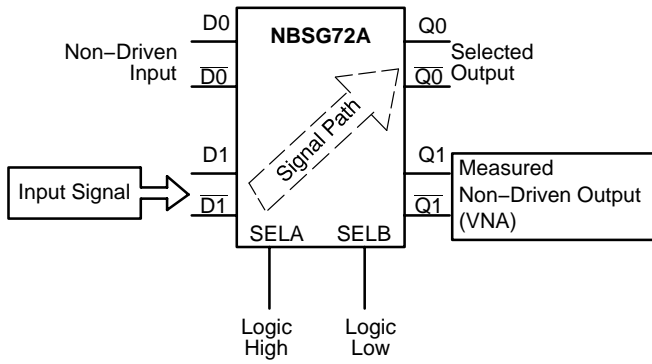 D0
NBSG72A
Q0
Non−Driven
Input
Selected
Output
D0
Q0
Signal Path
D1
Q1
Input Signal
Measured
Non−Driven Output
(VNA)
D1
Q1
SELA
SELB
Logic
High
Logic
Low